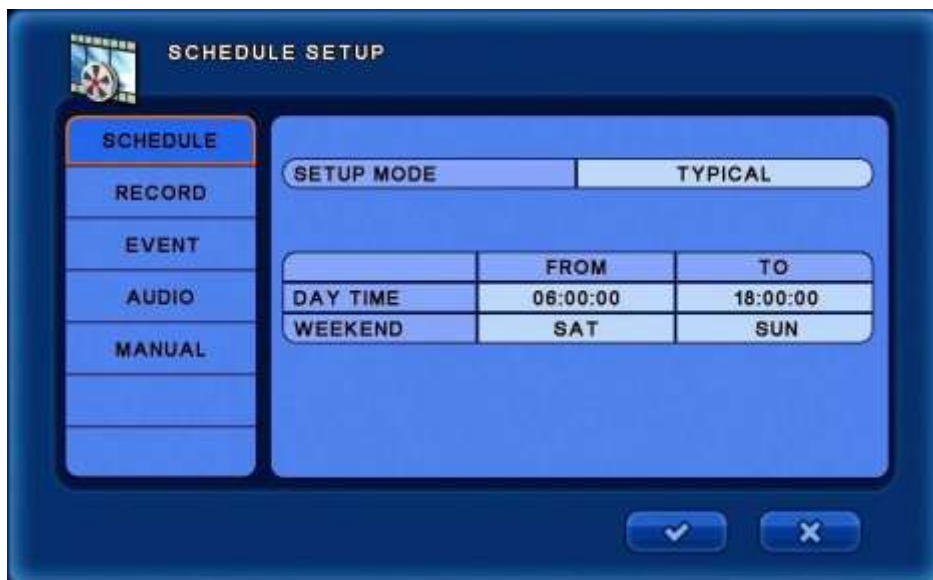 SCHEDULE SETUP
SCHEDULE
RECORD
EVENT
AUDIO
MANUAL
SETUP MODE TYPICAL
FROM TO
DAY TIME 06:00:00 18:00:00
WEEKEND SAT SUN